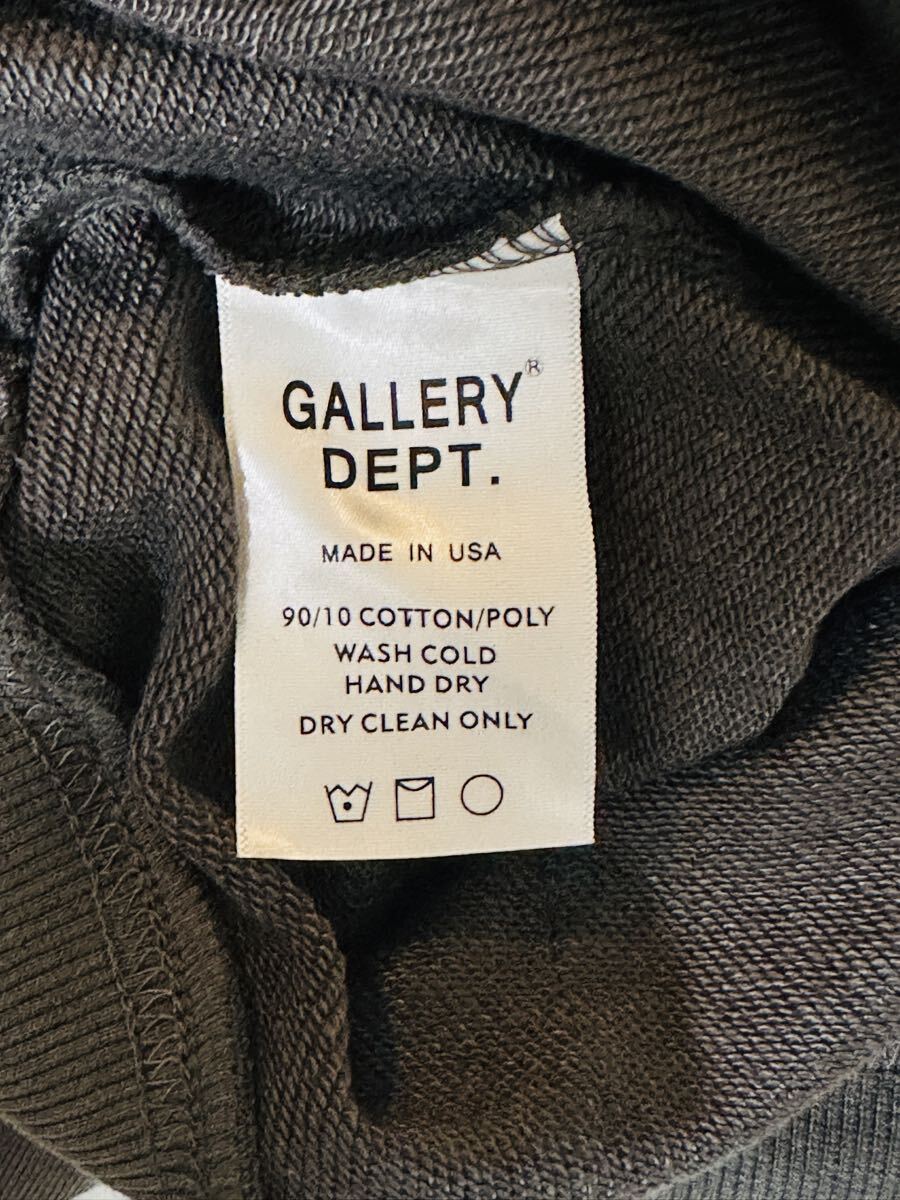 GALLERY®
DEPT.
MADE IN USA
90/10 COTTON/POLY
WASH COLD
HAND DRY
DRY CLEAN ONLY